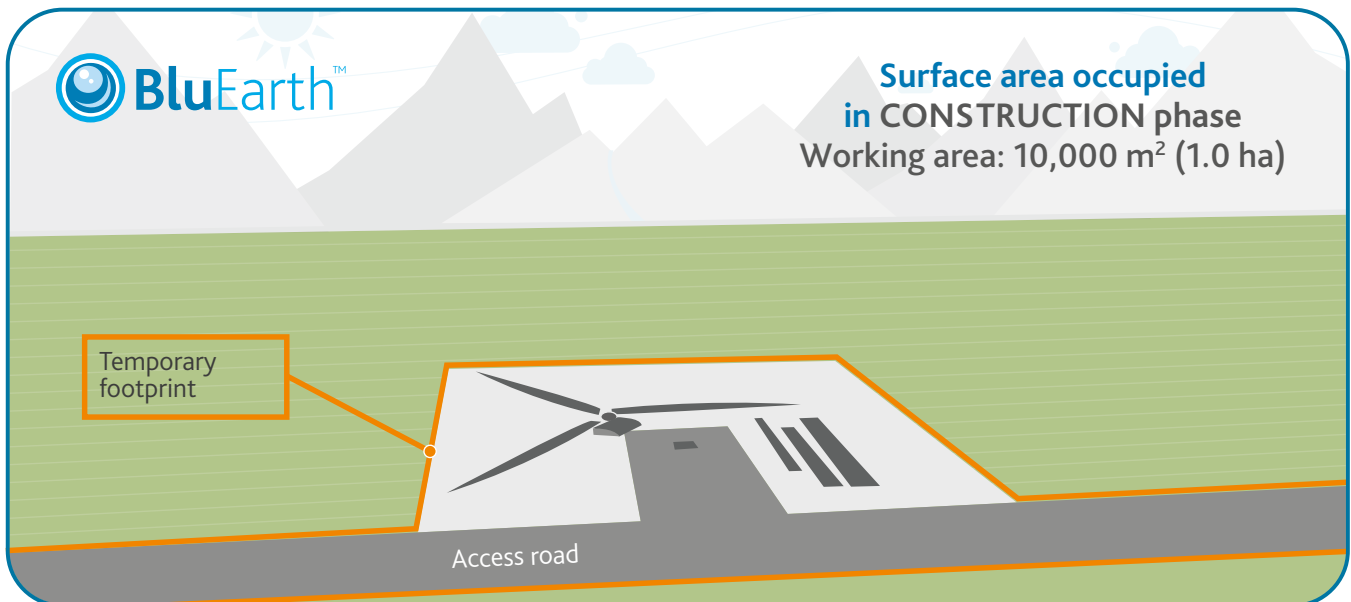 BluEarth™
Surface area occupied
in CONSTRUCTION phase
Working area: 10,000 m² (1.0 ha)
Temporary
footprint
Access road